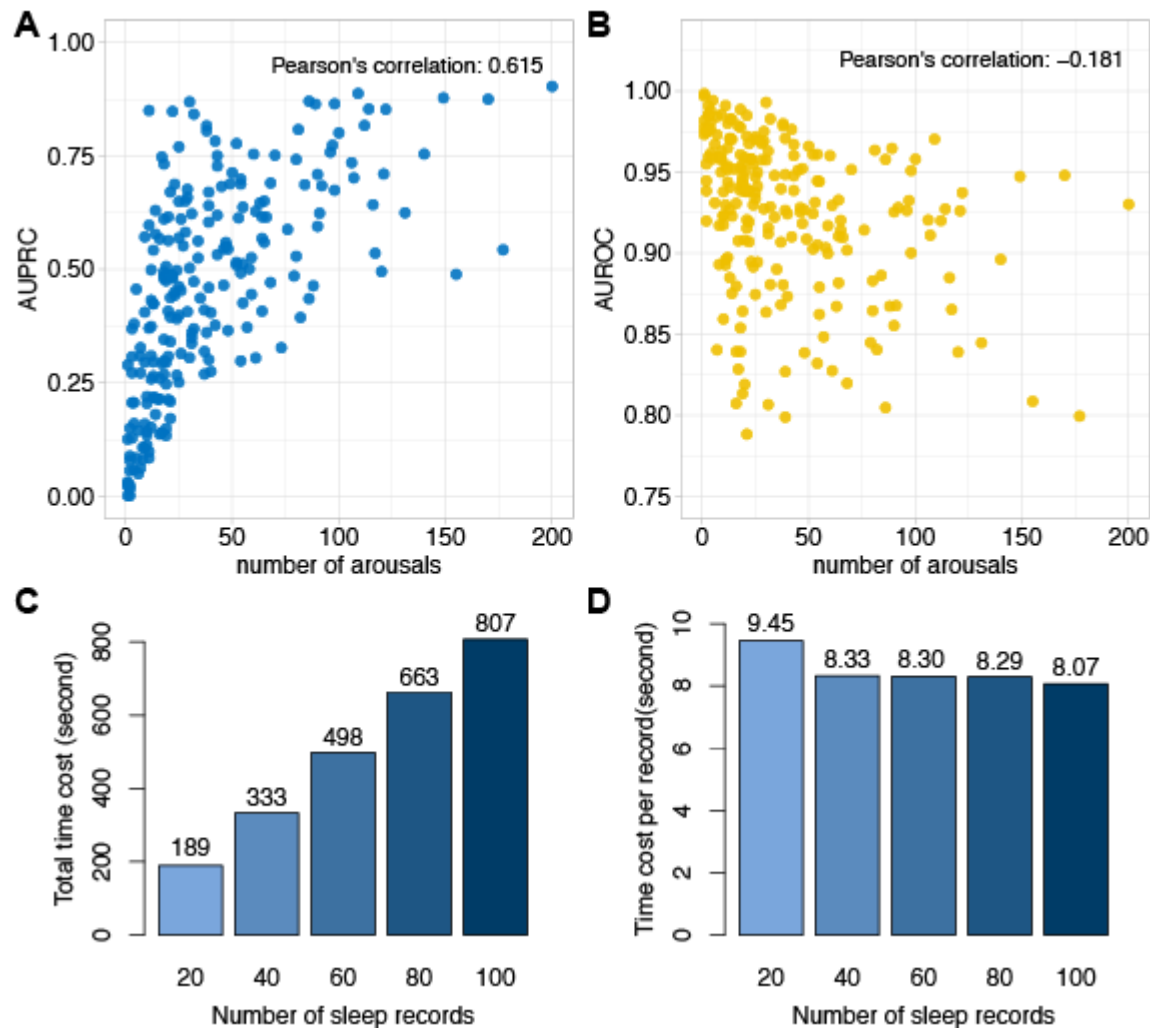 A
Pearson's correlation: 0.615
1.00
0.75
0.50
0.25
0.00
AUPRC
0 50 100 150 200
number of arousals
B
Pearson's correlation: −0.181
1.00
0.95
0.90
0.85
0.80
0.75
AUROC
0 50 100 150 200
number of arousals
C
Total time cost (second)
800
600
400
200
0
189
333
498
663
807
20 40 60 80 100
Number of sleep records
D
Time cost per record(second)
10
8
6
4
2
0
9.45
8.33
8.30
8.29
8.07
20 40 60 80 100
Number of sleep records